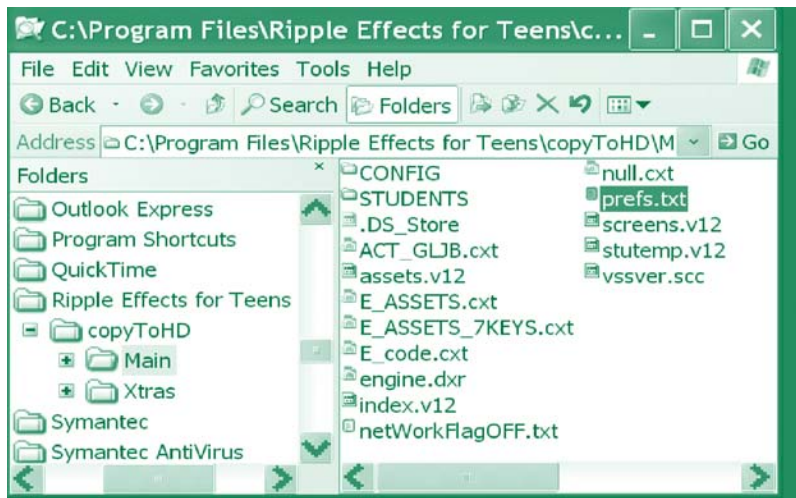 C:\Program Files\Ripple Effects for Teens\c...
File Edit View Favorites Tools Help
Back Search Folders
Address C:\Program Files\Ripple Effects for Teens\copyToHD\M Go
Folders
Outlook Express
Program Shortcuts
QuickTime
Ripple Effects for Teens
copyToHD
Main
Xtras
Symantec
Symantec AntiVirus
CONFIG
STUDENTS
.DS_Store
ACT_GLJB.cxt
assets.v12
E_ASSETS.cxt
E_ASSETS_7KEYS.cxt
E_code.cxt
engine.dxr
index.v12
netWorkFlagOFF.txt
null.cxt
prefs.txt
screens.v12
stutemp.v12
vssver.scc